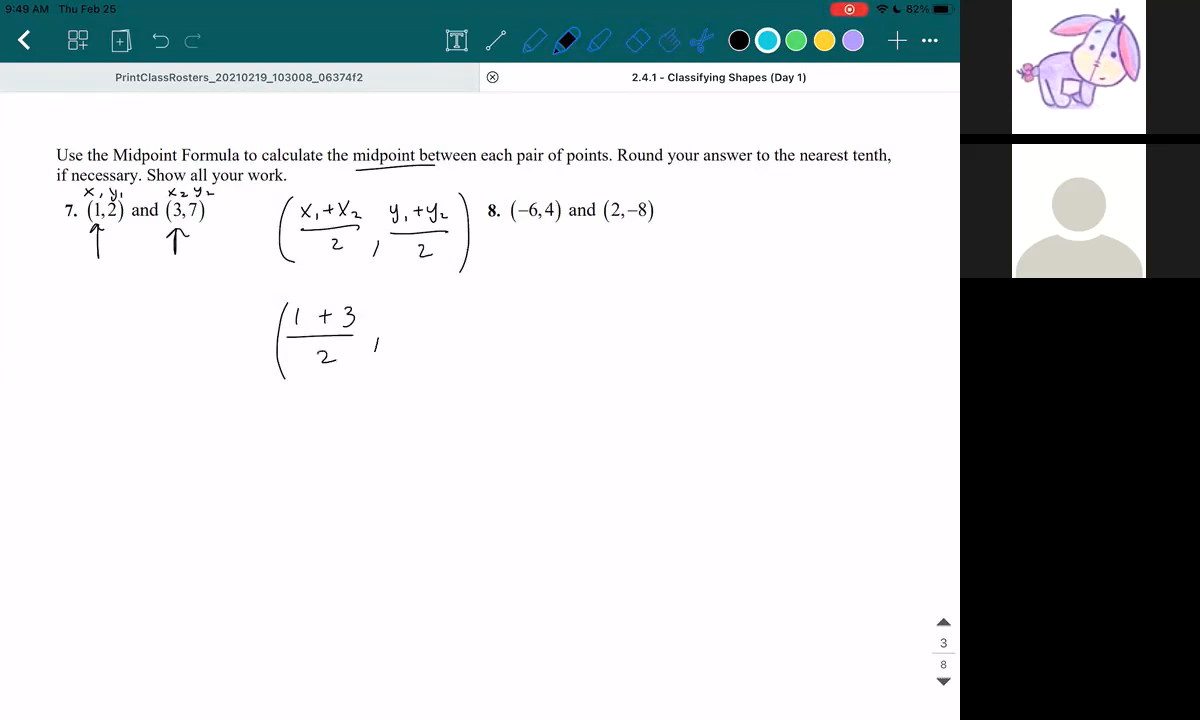 9:49 AM Thu Feb 25
82%
PrintClassRosters_20210219_103008_06374f2
2.4.1 - Classifying Shapes (Day 1)
Use the Midpoint Formula to calculate the midpoint between each pair of points. Round your answer to the nearest tenth,
if necessary. Show all your work.
x₁ y₁ x₂ y₂
7. (1,2) and (3,7)
(x₁+x₂/2, y₁+y₂/2)
8. (−6,4) and (2,−8)
(1 + 3/2,
3
8